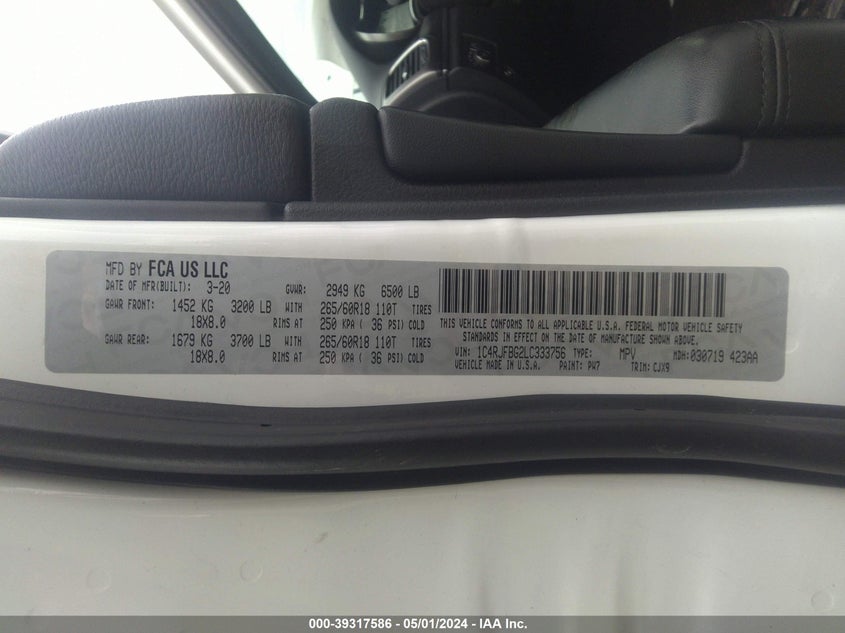 MFD BY FCA US LLC
DATE OF MFR(BUILT): 3-20 GVWR: 2949 KG 6500 LB
GAWR FRONT: 1452 KG 3200 LB WITH 265/60R18 110T TIRES
18X8.0 RIMS AT 250 KPA ( 36 PSI) COLD
GAWR REAR: 1679 KG 3700 LB WITH 265/60R18 110T TIRES
18X8.0 RIMS AT 250 KPA ( 36 PSI) COLD
THIS VEHICLE CONFORMS TO ALL APPLICABLE U.S.A. FEDERAL MOTOR VEHICLE SAFETY
STANDARDS IN EFFECT ON THE DATE OF MANUFACTURE SHOWN ABOVE.
VIN: 1C4RJFBG2LC333756 TYPE: MPV MDH: 030719 423AA
VEHICLE MADE IN U.S.A. PAINT: PW7 TRIM: CJX9
000-39317586 - 05/01/2024 - IAA Inc.